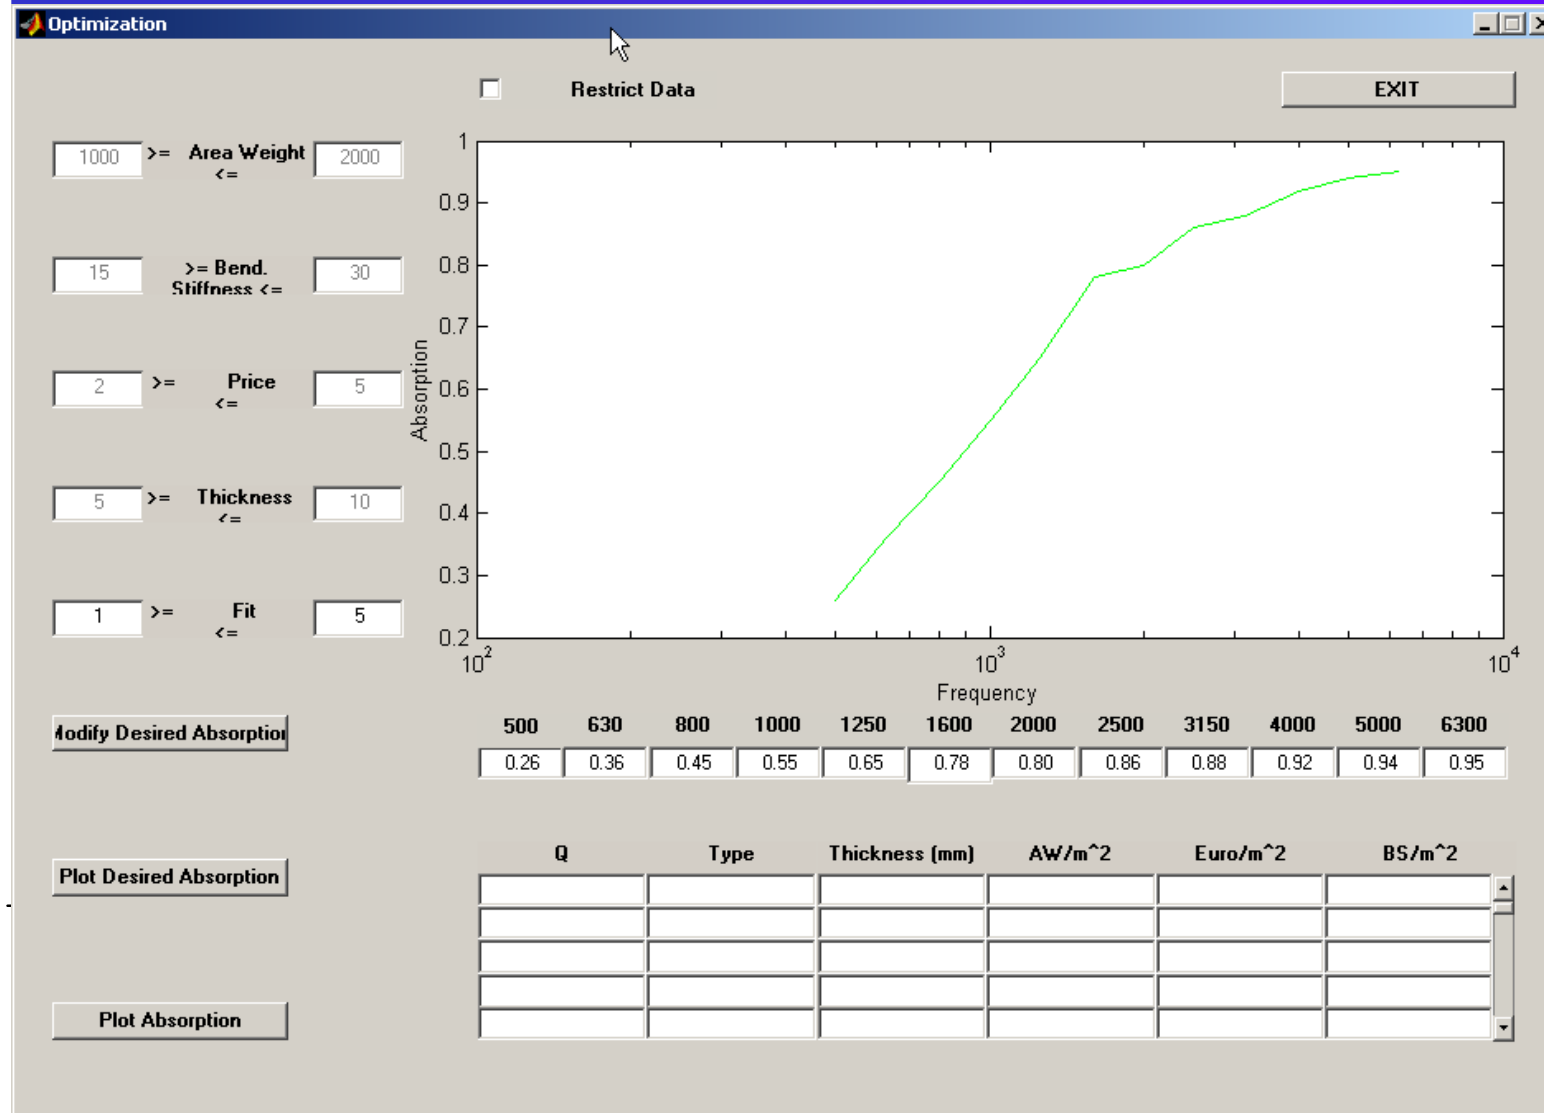 Optimization
Restrict Data
EXIT
1000 >= Area Weight <= 2000
15 >= Bend. Stiffness <= 30
2 >= Price <= 5
5 >= Thickness <= 10
1 >= Fit <= 5
1
0.9
0.8
0.7
0.6
0.5
0.4
0.3
0.2
Absorption
10^2 10^3 10^4
Frequency
Modify Desired Absorption
500 630 800 1000 1250 1600 2000 2500 3150 4000 5000 6300
0.26 0.36 0.45 0.55 0.65 0.78 0.80 0.86 0.88 0.92 0.94 0.95
Q Type Thickness (mm) AW/m^2 Euro/m^2 BS/m^2
Plot Desired Absorption
Plot Absorption